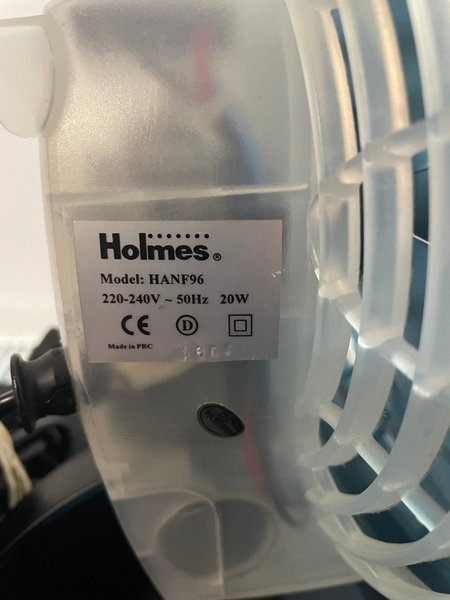 Holmes®
Model: HANF96
220-240V ~ 50Hz 20W
CE D
Made in PRC